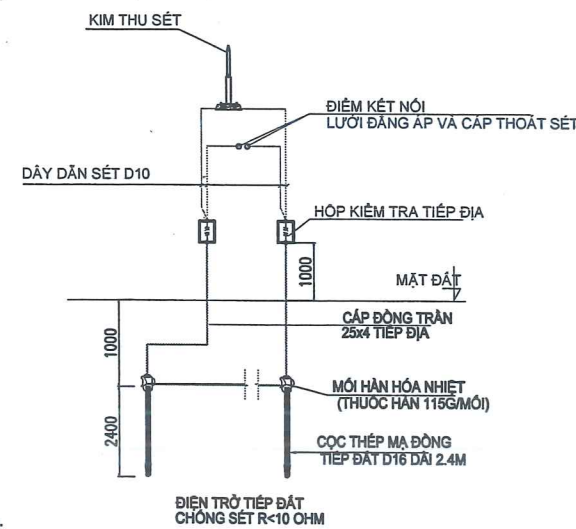 KIM THU SÉT
ĐIỂM KẾT NỐI
LƯỚI ĐẲNG ÁP VÀ CÁP THOÁT SÉT
DÂY DẪN SÉT D10
HỘP KIỂM TRA TIẾP ĐỊA
1000
MẶT ĐẤT
CÁP ĐỒNG TRẦN
25x4 TIẾP ĐỊA
1000
MỐI HÀN HÓA NHIỆT
(THUỐC HÀN 115G/MỐI)
2400
CỌC THÉP MẠ ĐỒNG
TIẾP ĐẤT D16 DÀI 2.4M
ĐIỆN TRỞ TIẾP ĐẤT
CHỐNG SÉT R<10 OHM